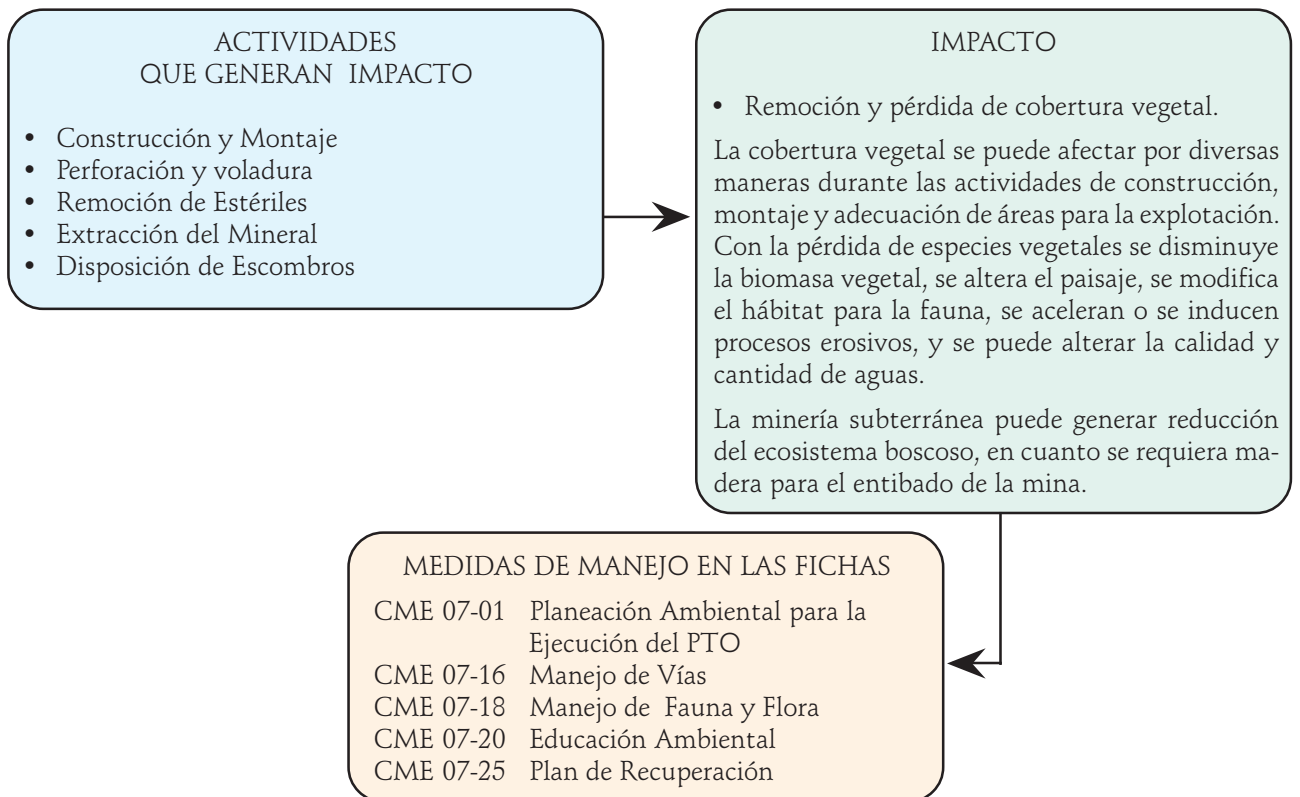 ACTIVIDADES
QUE GENERAN IMPACTO
• Construcción y Montaje
• Perforación y voladura
• Remoción de Estériles
• Extracción del Mineral
• Disposición de Escombros
IMPACTO
• Remoción y pérdida de cobertura vegetal.
La cobertura vegetal se puede afectar por diversas
maneras durante las actividades de construcción,
montaje y adecuación de áreas para la explotación.
Con la pérdida de especies vegetales se disminuye
la biomasa vegetal, se altera el paisaje, se modifica
el hábitat para la fauna, se aceleran o se inducen
procesos erosivos, y se puede alterar la calidad y
cantidad de aguas.
La minería subterránea puede generar reducción
del ecosistema boscoso, en cuanto se requiera ma-
dera para el entibado de la mina.
MEDIDAS DE MANEJO EN LAS FICHAS
CME 07-01 Planeación Ambiental para la
Ejecución del PTO
CME 07-16 Manejo de Vías
CME 07-18 Manejo de Fauna y Flora
CME 07-20 Educación Ambiental
CME 07-25 Plan de Recuperación